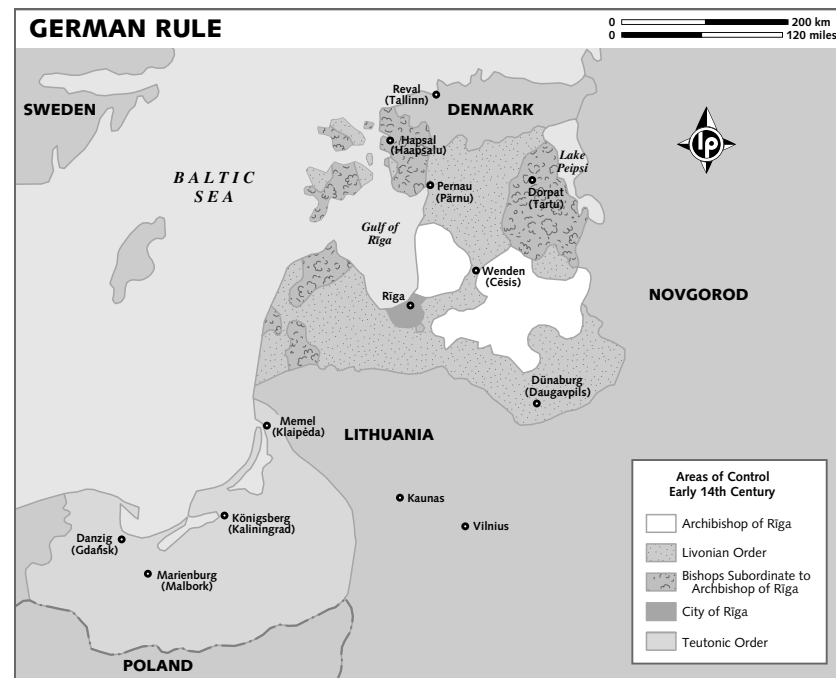 GERMAN RULE
0 200 km
0 120 miles
SWEDEN
Reval
(Tallinn)
DENMARK
Hapsal
(Haapsalu)
Lake
Peipsi
lp
BALTIC
SEA
Pernau
(Pärnu)
Dorpat
(Tartu)
Gulf of
Rīga
Wenden
(Cēsis)
NOVGOROD
Rīga
Dünaburg
(Daugavpils)
Memel
(Klaipėda)
LITHUANIA
Kaunas
Vilnius
Königsberg
(Kaliningrad)
Danzig
(Gdańsk)
Marienburg
(Malbork)
POLAND
Areas of Control
Early 14th Century
Archibishop of Rīga
Livonian Order
Bishops Subordinate to
Archbishop of Rīga
City of Rīga
Teutonic Order